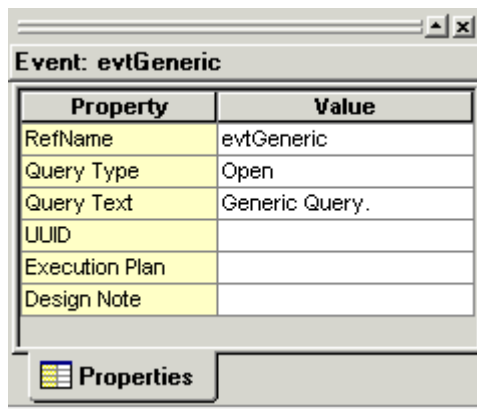 Event: evtGeneric
Property Value
RefName evtGeneric
Query Type Open
Query Text Generic Query.
UUID
Execution Plan
Design Note
Properties